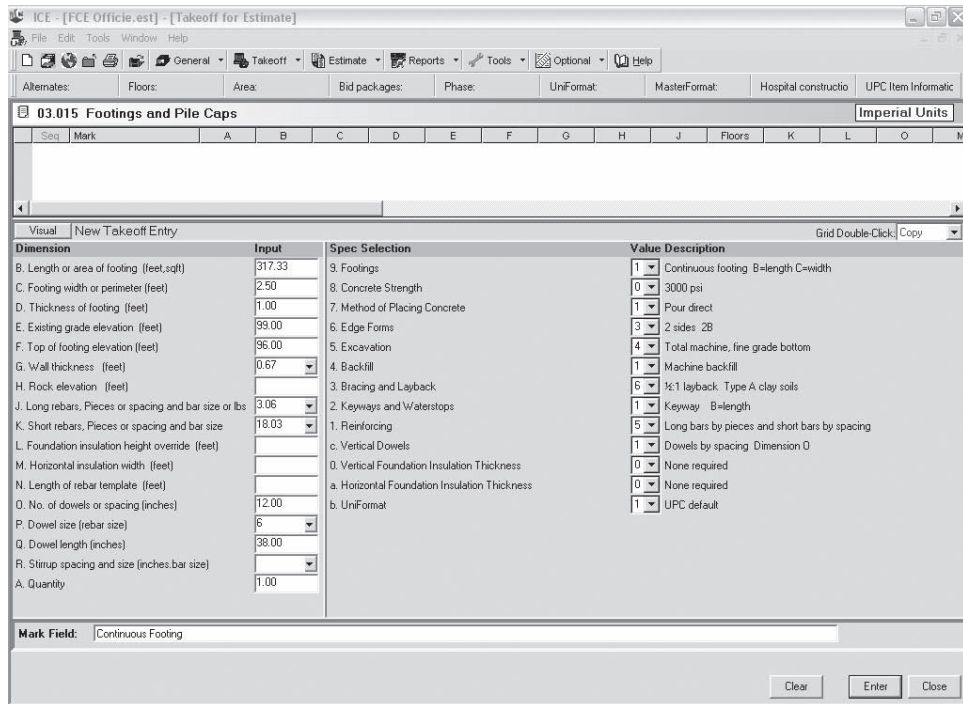 ICE - [FCE Officie.est] - [Takeoff for Estimate]
File Edit Tools Window Help
General Takeoff Estimate Reports Tools Optional Help
Alternates: Floors: Area: Bid packages: Phase: UniFormat: MasterFormat: Hospital constructio UPC Item Informatic
03.015 Footings and Pile Caps Imperial Units
Seq Mark A B C D E F G H J Floors K L O M
Visual New Takeoff Entry Grid Double-Click: Copy
Dimension Input Spec Selection Value Description
B. Length or area of footing (feet,sqft) 317.33 9. Footings 1 Continuous footing B=length C=width
C. Footing width or perimeter (feet) 2.50 8. Concrete Strength 0 3000 psi
D. Thickness of footing (feet) 1.00 7. Method of Placing Concrete 1 Pour direct
E. Existing grade elevation (feet) 99.00 6. Edge Forms 3 2 sides 2B
F. Top of footing elevation (feet) 96.00 5. Excavation 4 Total machine, fine grade bottom
G. Wall thickness (feet) 0.67 4. Backfill 1 Machine backfill
H. Rock elevation (feet) 3. Bracing and Layback 6 ½:1 layback Type A clay soils
J. Long rebars, Pieces or spacing and bar size or lbs 3.06 2. Keyways and Waterstops 1 Keyway B=length
K. Short rebars, Pieces or spacing and bar size 18.03 1. Reinforcing 5 Long bars by pieces and short bars by spacing
L. Foundation insulation height override (feet) c. Vertical Dowels 1 Dowels by spacing Dimension O
M. Horizontal insulation width (feet) 0. Vertical Foundation Insulation Thickness 0 None required
N. Length of rebar template (feet) a. Horizontal Foundation Insulation Thickness 0 None required
O. No. of dowels or spacing (inches) 12.00 b. UniFormat 1 UPC default
P. Dowel size (rebar size) 6
Q. Dowel length (inches) 38.00
R. Stirrup spacing and size (inches.bar size)
A. Quantity 1.00
Mark Field: Continuous Footing
Clear Enter Close